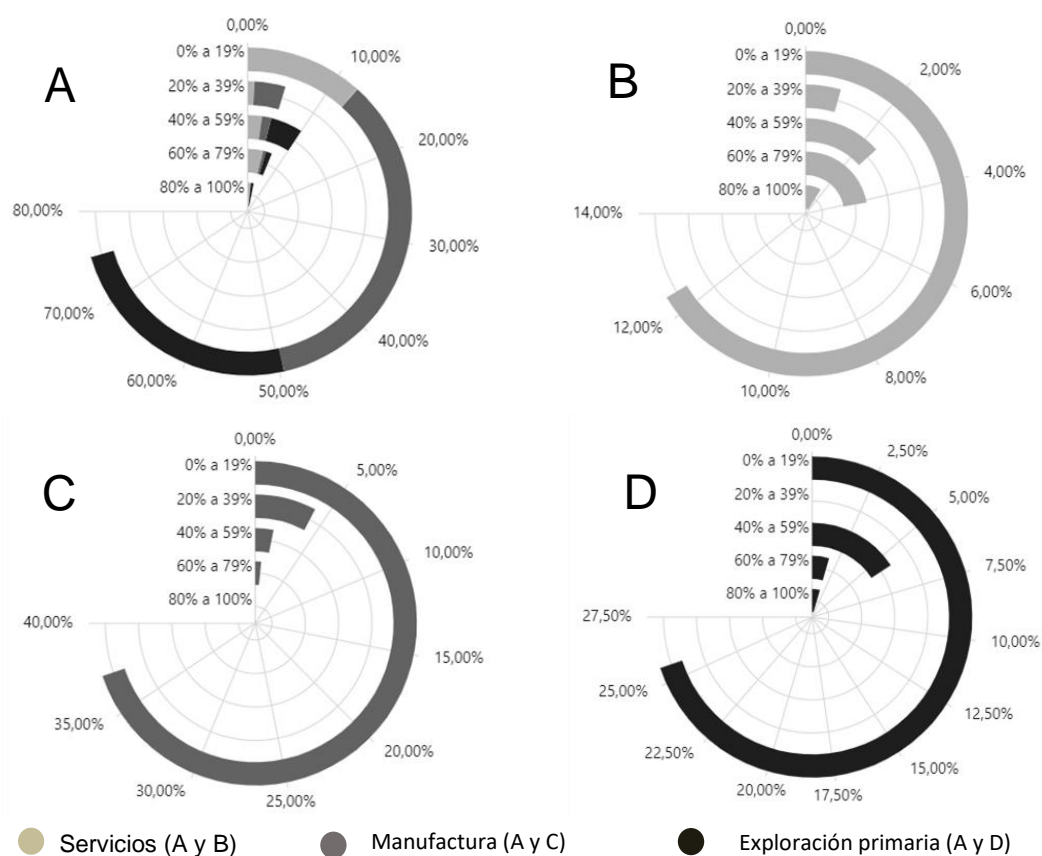 A
0,00%
10,00%
20,00%
30,00%
40,00%
50,00%
60,00%
70,00%
80,00%
0% a 19%
20% a 39%
40% a 59%
60% a 79%
80% a 100%
B
0,00%
2,00%
4,00%
6,00%
8,00%
10,00%
12,00%
14,00%
0% a 19%
20% a 39%
40% a 59%
60% a 79%
80% a 100%
C
0,00%
5,00%
10,00%
15,00%
20,00%
25,00%
30,00%
35,00%
40,00%
0% a 19%
20% a 39%
40% a 59%
60% a 79%
80% a 100%
D
0,00%
2,50%
5,00%
7,50%
10,00%
12,50%
15,00%
17,50%
20,00%
22,50%
25,00%
27,50%
0% a 19%
20% a 39%
40% a 59%
60% a 79%
80% a 100%
Servicios (A y B)
Manufactura (A y C)
Exploración primaria (A y D)